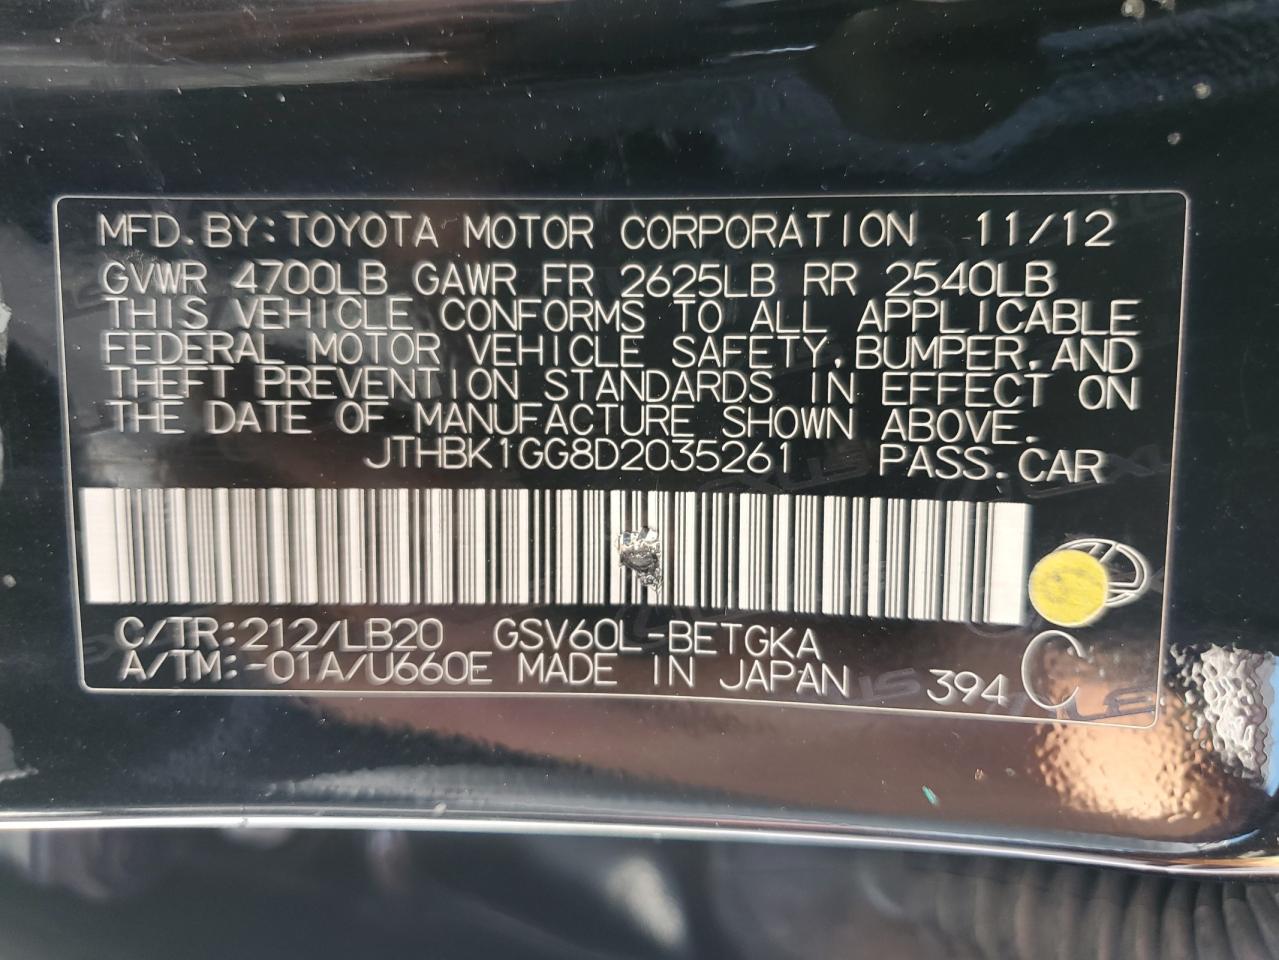 MFD.BY:TOYOTA MOTOR CORPORATION 11/12
GVWR 4700LB GAWR FR 2625LB RR 2540LB
THIS VEHICLE CONFORMS TO ALL APPLICABLE
FEDERAL MOTOR VEHICLE SAFETY,BUMPER,AND
THEFT PREVENTION STANDARDS IN EFFECT ON
THE DATE OF MANUFACTURE SHOWN ABOVE.
JTHBK1GG8D2035261 PASS.CAR
C/TR:212/LB20 GSV60L-BETGKA
A/TM:-01A/U660E MADE IN JAPAN 394 C